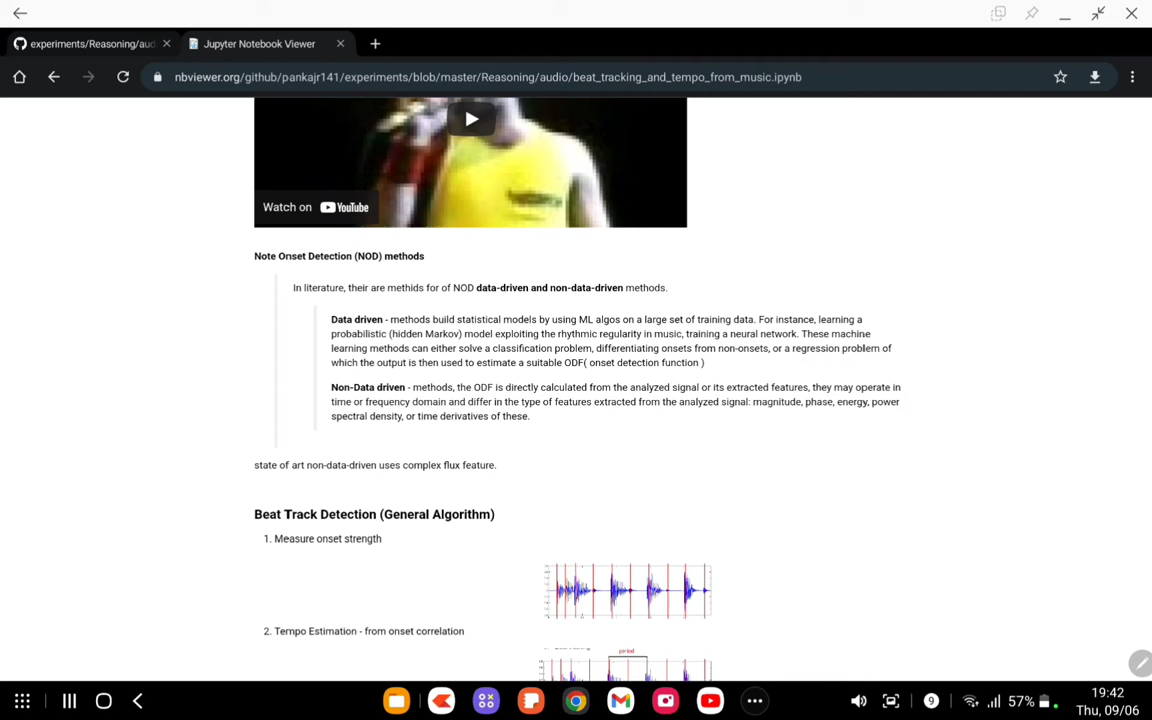 experiments/Reasoning/aud
Jupyter Notebook Viewer
nbviewer.org/github/pankajr141/experiments/blob/master/Reasoning/audio/beat_tracking_and_tempo_from_music.ipynb
Watch on YouTube
Note Onset Detection (NOD) methods
In literature, their are methids for of NOD data-driven and non-data-driven methods.
Data driven - methods build statistical models by using ML algos on a large set of training data. For instance, learning a
probabilistic (hidden Markov) model exploiting the rhythmic regularity in music, training a neural network. These machine
learning methods can either solve a classification problem, differentiating onsets from non-onsets, or a regression problem of
which the output is then used to estimate a suitable ODF( onset detection function )
Non-Data driven - methods, the ODF is directly calculated from the analyzed signal or its extracted features, they may operate in
time or frequency domain and differ in the type of features extracted from the analyzed signal: magnitude, phase, energy, power
spectral density, or time derivatives of these.
state of art non-data-driven uses complex flux feature.
Beat Track Detection (General Algorithm)
1. Measure onset strength
2. Tempo Estimation - from onset correlation
period
9
57%
19:42
Thu, 09/06